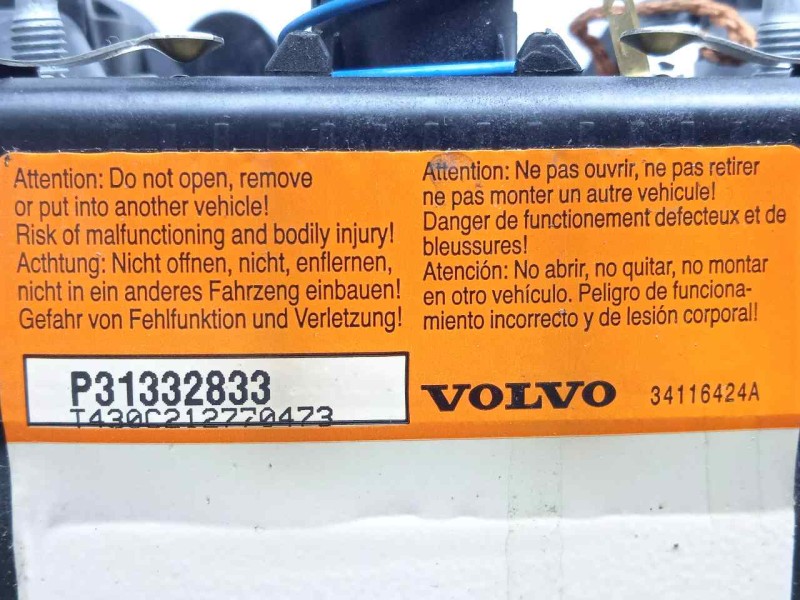 Attention: Do not open, remove
or put into another vehicle!
Risk of malfunctioning and bodily injury!
Acthtung: Nicht offnen, nicht, enflernen,
nicht in ein anderes Fahrzeng einbauen!
Gefahr von Fehlfunktion und Verletzung!
Attention: Ne pas ouvrir, ne pas retirer
ne pas monter un autre vehicule!
Danger de functionement defecteux et de
bleussures!
Atención: No abrir, no quitar, no montar
en otro vehículo. Peligro de funciona-
miento incorrecto y de lesión corporal!
P31332833
T430C212770473
VOLVO 34116424A